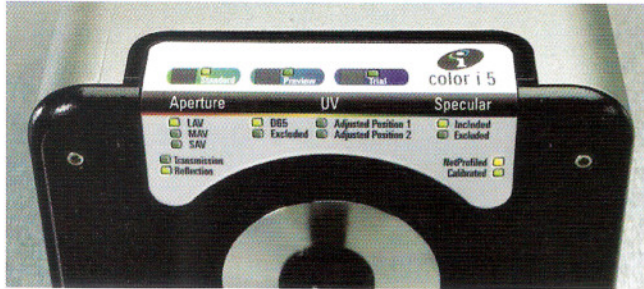 Standard Preview Trial
i
color i 5
Aperture UV Specular
LAV D65 Adjusted Position 1 Included
MAV Excluded Adjusted Position 2 Excluded
SAV
Transmission NetProfiled
Reflection Calibrated